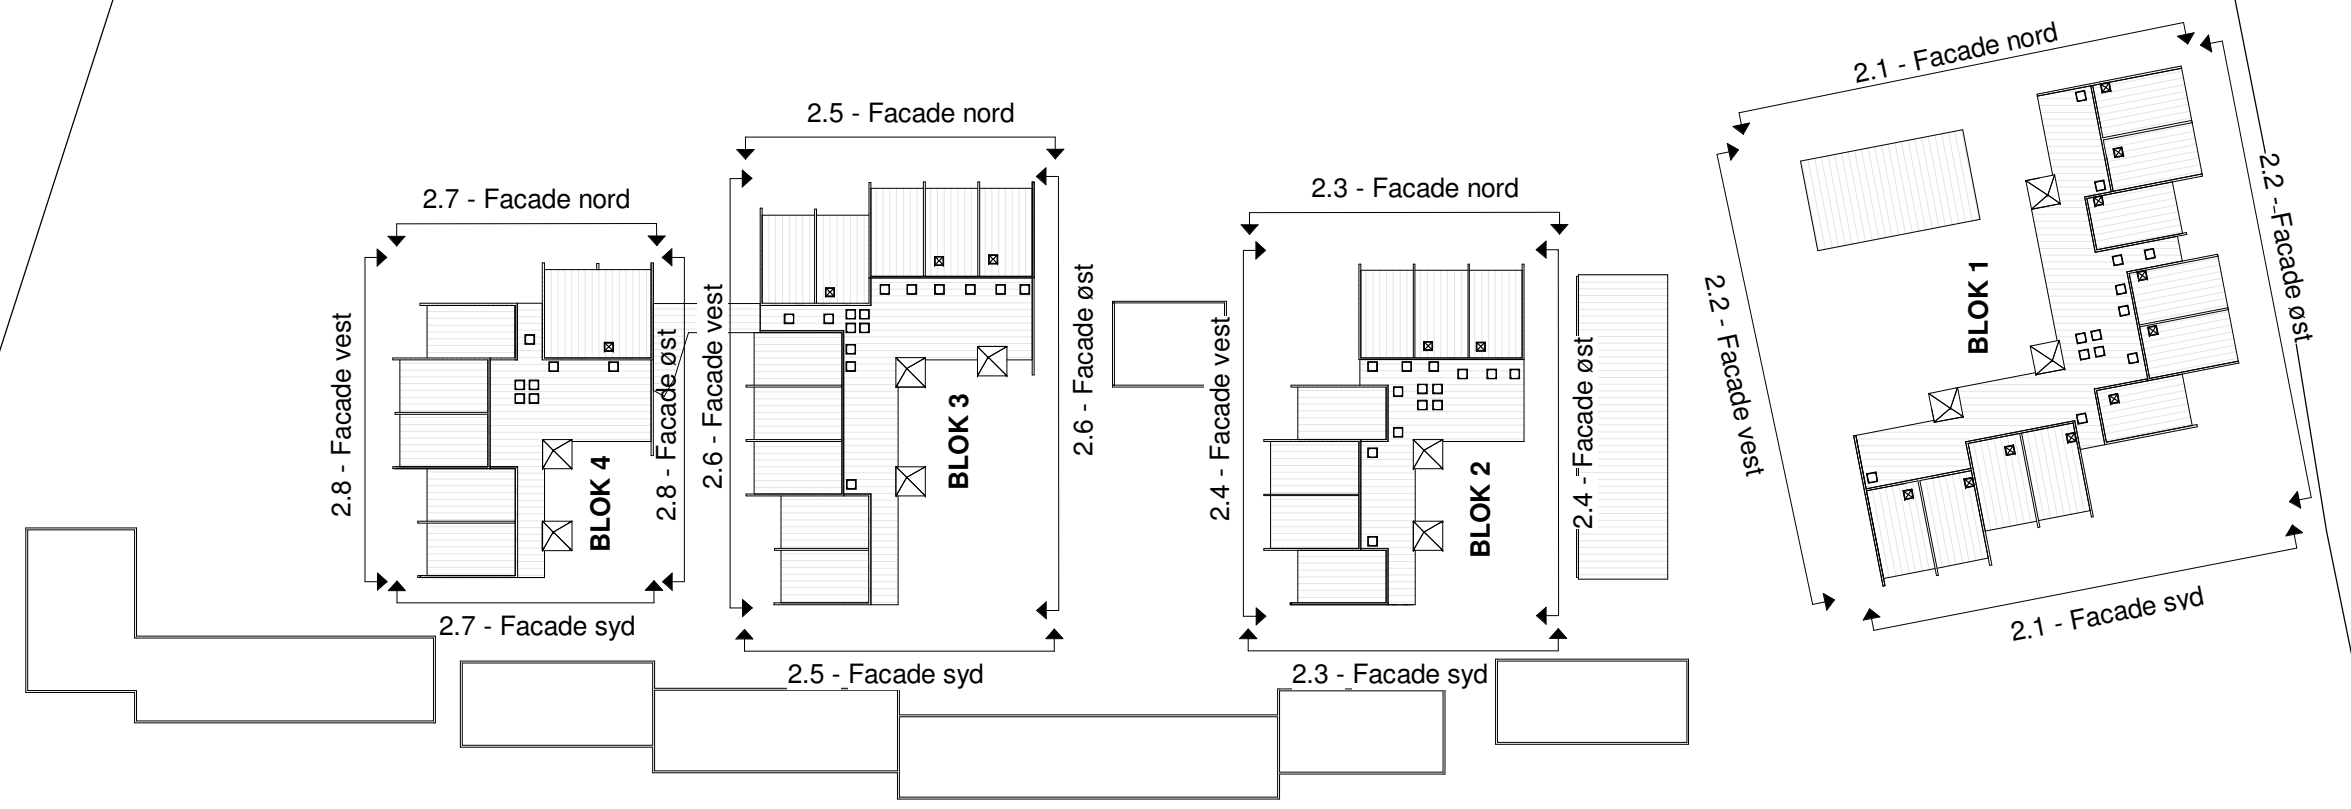 2.7 - Facade nord
2.8 - Facade vest
2.8 - Facade øst
BLOK 4
2.7 - Facade syd
2.5 - Facade nord
2.6 - Facade vest
2.6 - Facade øst
BLOK 3
2.5 - Facade syd
2.3 - Facade nord
2.4 - Facade vest
2.4 - Facade øst
BLOK 2
2.3 - Facade syd
2.1 - Facade nord
2.2 - Facade vest
2.2 - Facade øst
BLOK 1
2.1 - Facade syd